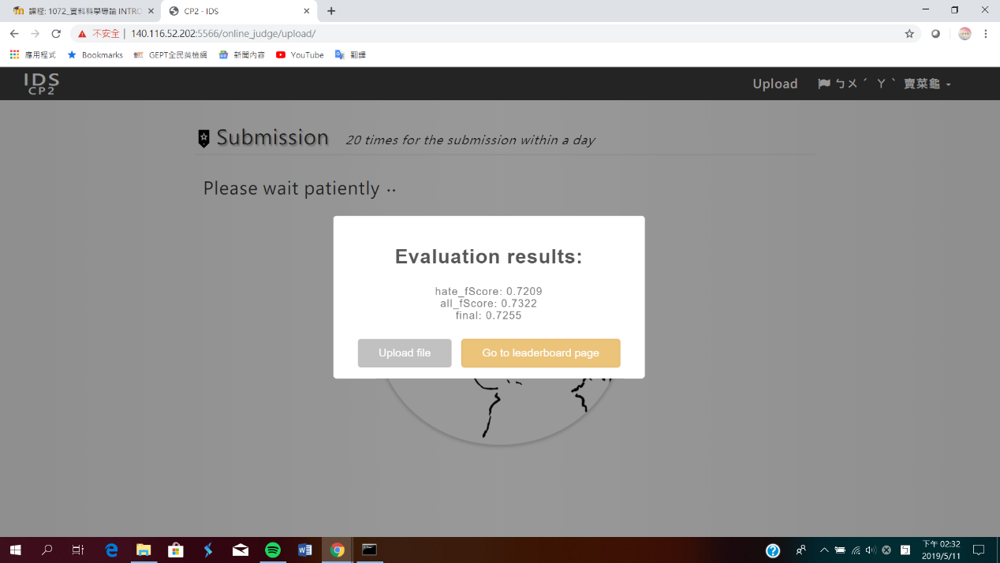 課程: 1072_資料科學導論 INTRO
CP2 - IDS
不安全 | 140.116.52.202:5566/online_judge/upload/
應用程式 Bookmarks GEPT全民英檢網 新聞內容 YouTube 翻譯
IDS
CP2
Upload ㄅㄨˊ ㄚˋ 賣菜龜
Submission 20 times for the submission within a day
Please wait patiently ..
Evaluation results:
hate_fScore: 0.7209
all_fScore: 0.7322
final: 0.7255
Upload file Go to leaderboard page
下午 02:32
2019/5/11